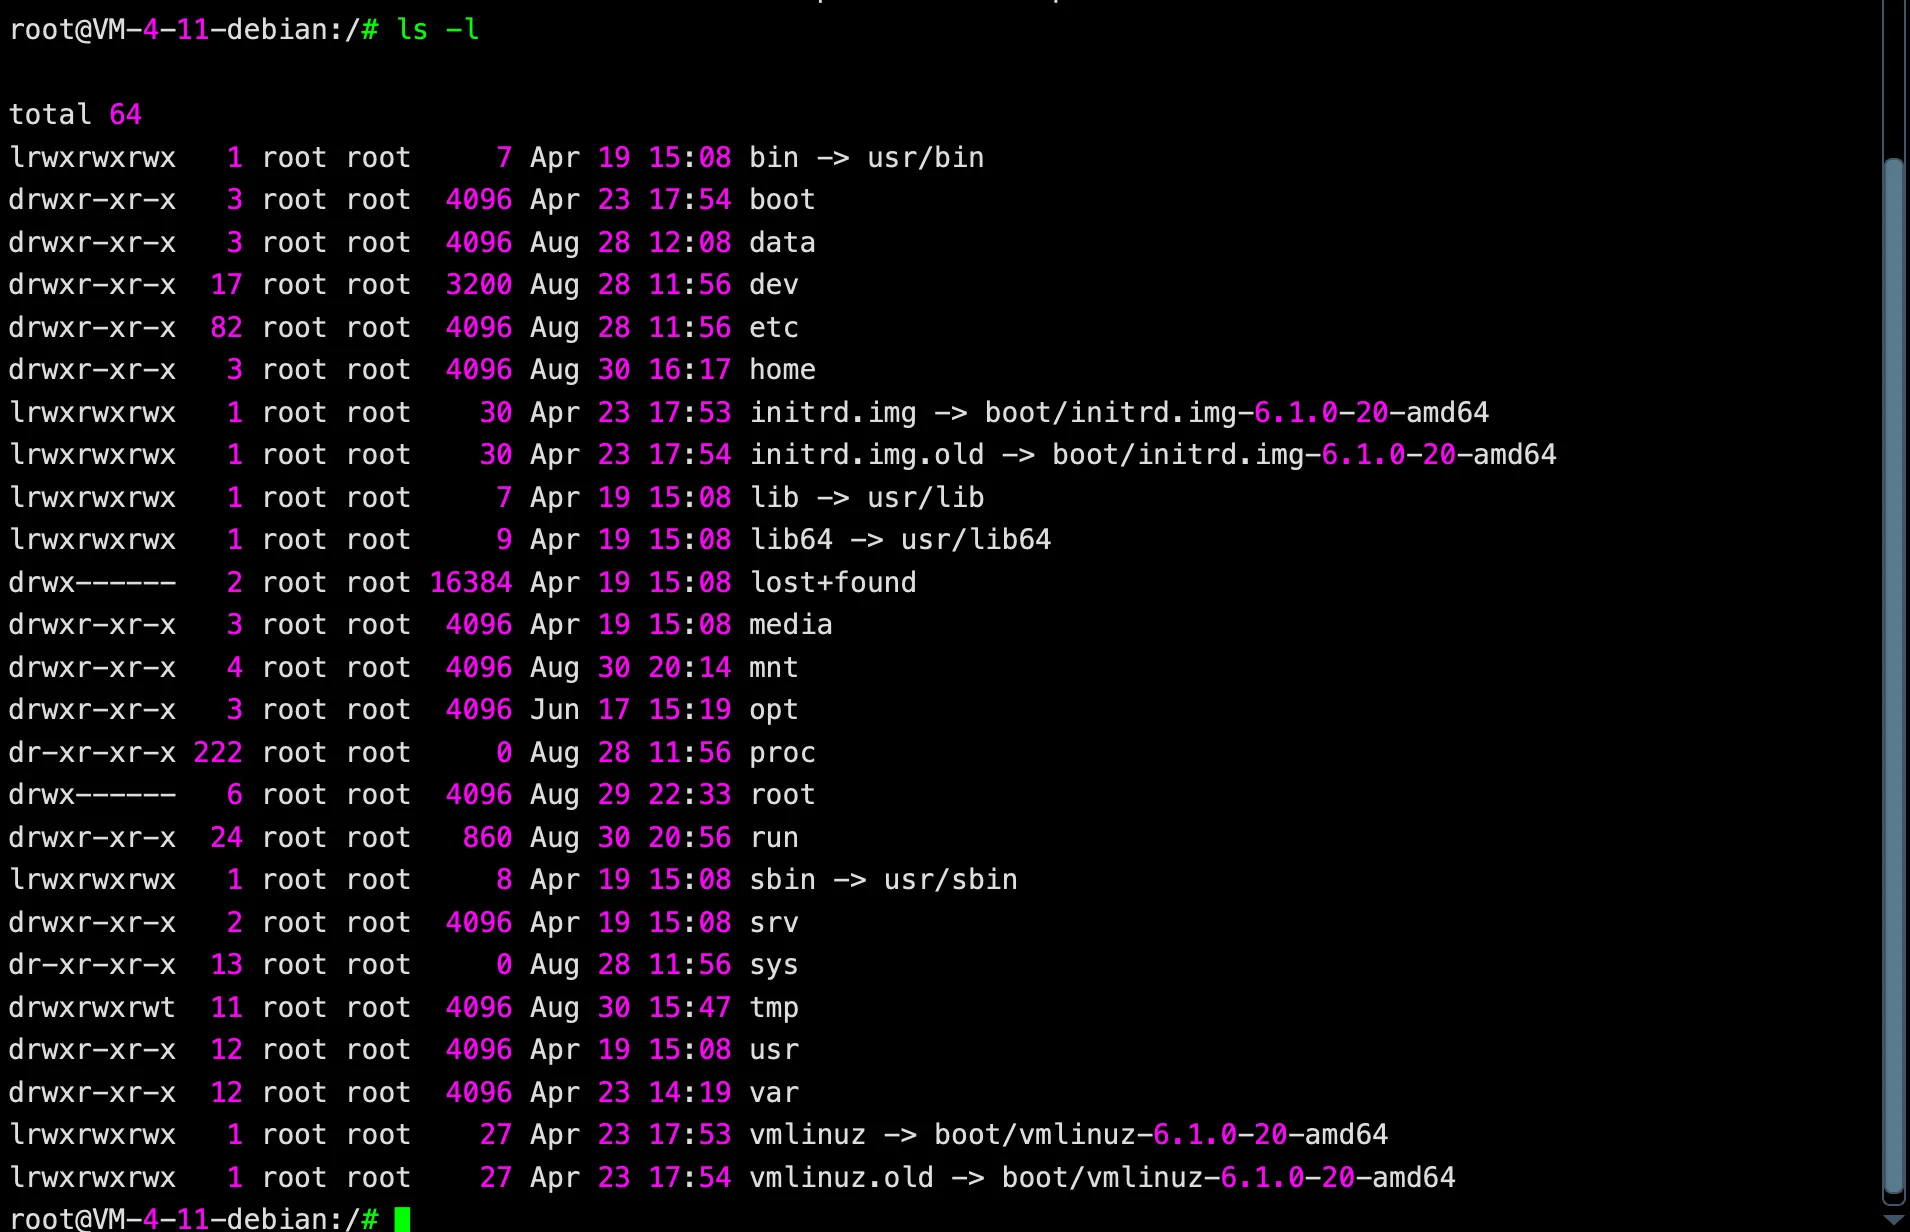 root@VM-4-11-debian:/# ls -l
total 64
lrwxrwxrwx   1 root root     7 Apr 19 15:08 bin -> usr/bin
drwxr-xr-x   3 root root  4096 Apr 23 17:54 boot
drwxr-xr-x   3 root root  4096 Aug 28 12:08 data
drwxr-xr-x  17 root root  3200 Aug 28 11:56 dev
drwxr-xr-x  82 root root  4096 Aug 28 11:56 etc
drwxr-xr-x   3 root root  4096 Aug 30 16:17 home
lrwxrwxrwx   1 root root    30 Apr 23 17:53 initrd.img -> boot/initrd.img-6.1.0-20-amd64
lrwxrwxrwx   1 root root    30 Apr 23 17:54 initrd.img.old -> boot/initrd.img-6.1.0-20-amd64
lrwxrwxrwx   1 root root     7 Apr 19 15:08 lib -> usr/lib
lrwxrwxrwx   1 root root     9 Apr 19 15:08 lib64 -> usr/lib64
drwx------   2 root root 16384 Apr 19 15:08 lost+found
drwxr-xr-x   3 root root  4096 Apr 19 15:08 media
drwxr-xr-x   4 root root  4096 Aug 30 20:14 mnt
drwxr-xr-x   3 root root  4096 Jun 17 15:19 opt
dr-xr-xr-x 222 root root     0 Aug 28 11:56 proc
drwx------   6 root root  4096 Aug 29 22:33 root
drwxr-xr-x  24 root root   860 Aug 30 20:56 run
lrwxrwxrwx   1 root root     8 Apr 19 15:08 sbin -> usr/sbin
drwxr-xr-x   2 root root  4096 Apr 19 15:08 srv
dr-xr-xr-x  13 root root     0 Aug 28 11:56 sys
drwxrwxrwt  11 root root  4096 Aug 30 15:47 tmp
drwxr-xr-x  12 root root  4096 Apr 19 15:08 usr
drwxr-xr-x  12 root root  4096 Apr 23 14:19 var
lrwxrwxrwx   1 root root    27 Apr 23 17:53 vmlinuz -> boot/vmlinuz-6.1.0-20-amd64
lrwxrwxrwx   1 root root    27 Apr 23 17:54 vmlinuz.old -> boot/vmlinuz-6.1.0-20-amd64
root@VM-4-11-debian:/#